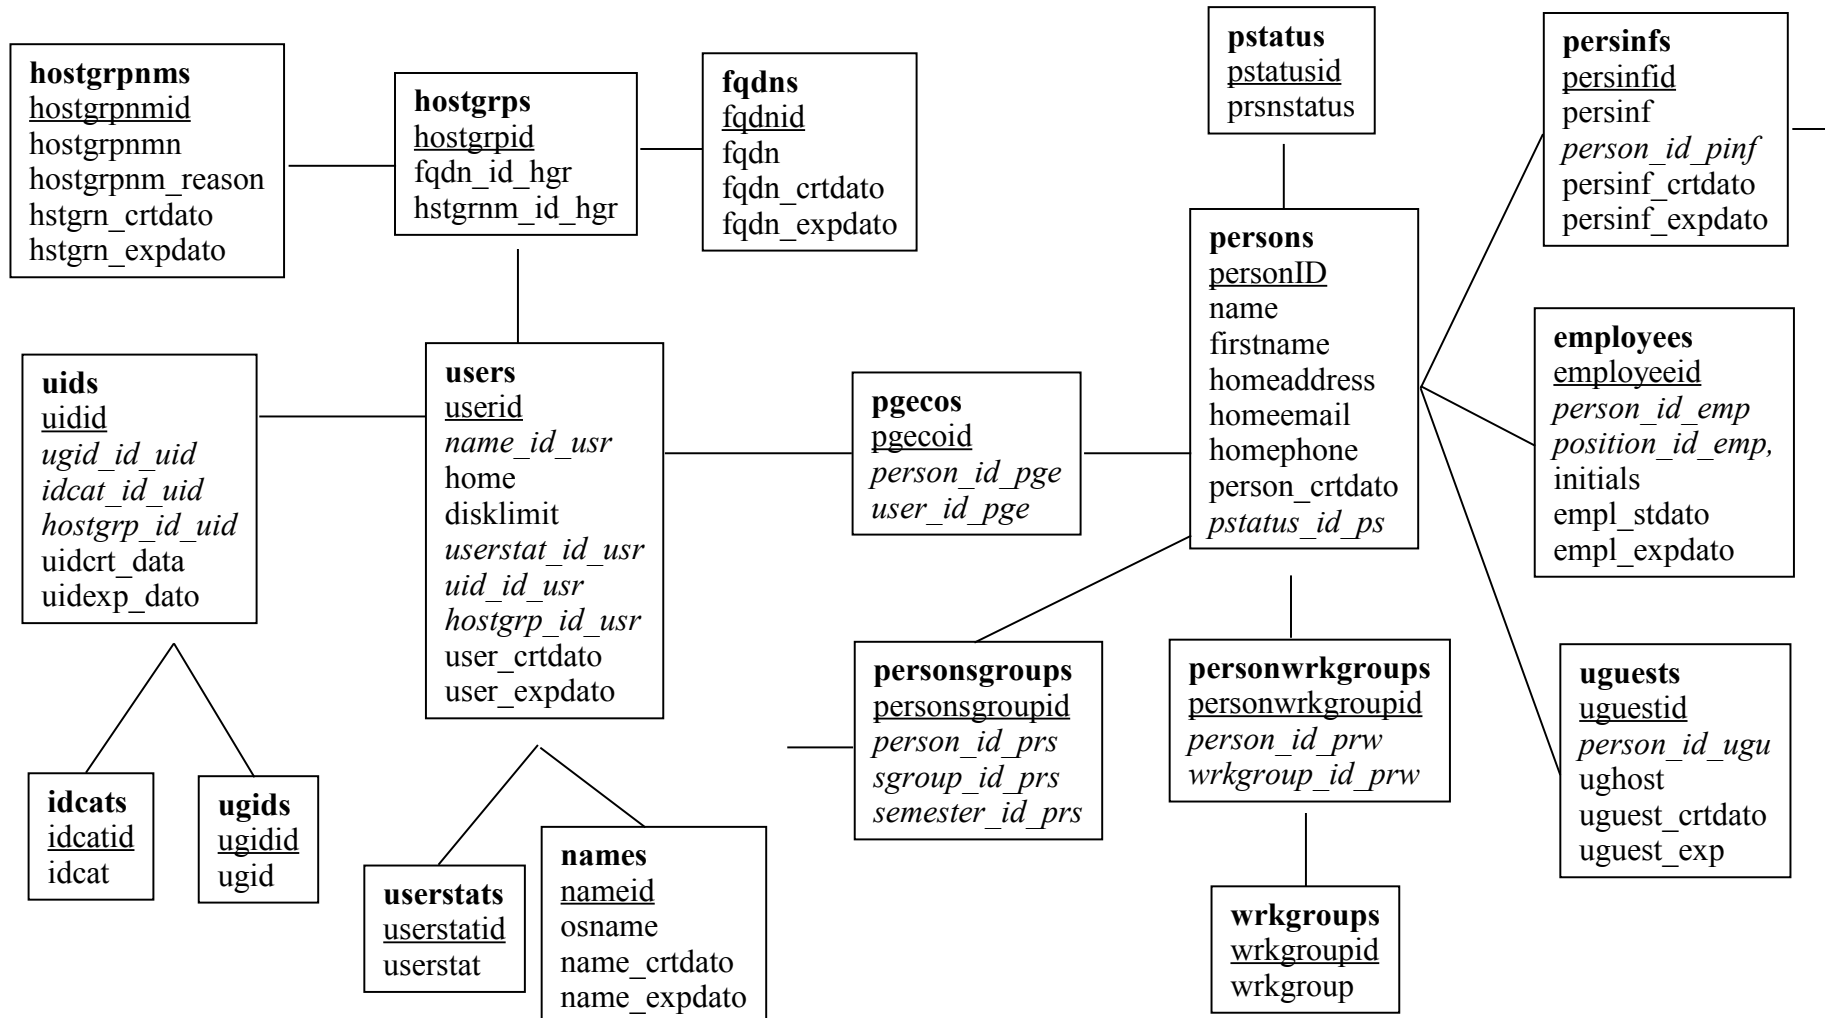 hostgrpnms
hostgrpnmid
hostgrpnmn
hostgrpnm_reason
hstgrn_crtdato
hstgrn_expdato
hostgrps
hostgrpid
fqdn_id_hgr
hstgrnm_id_hgr
fqdns
fqdnid
fqdn
fqdn_crtdato
fqdn_expdato
pstatus
pstatusid
prsnstatus
persinfs
persinfid
persinf
person_id_pinf
persinf_crtdato
persinf_expdato
uids
uidid
ugid_id_uid
idcat_id_uid
hostgrp_id_uid
uidcrt_data
uidexp_dato
users
userid
name_id_usr
home
disklimit
userstat_id_usr
uid_id_usr
hostgrp_id_usr
user_crtdato
user_expdato
pgecos
pgecoid
person_id_pge
user_id_pge
persons
personID
name
firstname
homeaddress
homeemail
homephone
person_crtdato
pstatus_id_ps
employees
employeeid
person_id_emp
position_id_emp,
initials
empl_stdato
empl_expdato
idcats
idcatid
idcat
ugids
ugidid
ugid
userstats
userstatid
userstat
names
nameid
osname
name_crtdato
name_expdato
personsgroups
personsgroupid
person_id_prs
sgroup_id_prs
semester_id_prs
personwrkgroups
personwrkgroupid
person_id_prw
wrkgroup_id_prw
wrkgroups
wrkgroupid
wrkgroup
uguests
uguestid
person_id_ugu
ughost
uguest_crtdato
uguest_exp